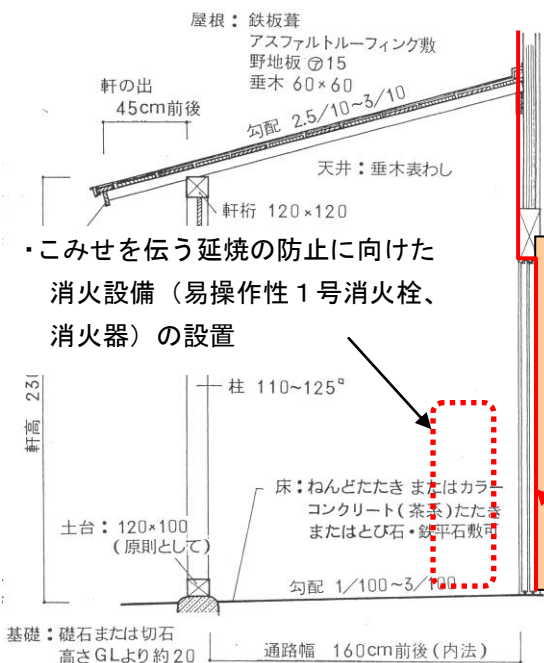 屋根：鉄板葺
アスファルトルーフィング敷
野地板 ㋐15
垂木 60×60
軒の出
45cm前後
勾配 2.5/10~3/10
天井：垂木表わし
軒桁 120×120
・こみせを伝う延焼の防止に向けた
消火設備（易操作性１号消火栓、
消火器）の設置
柱 110~125□
軒高 230
床：ねんどたたき またはカラー
コンクリート(茶系)たたき
またはとび石・鉄平石敷可
土台：120×100
(原則として)
勾配 1/100~3/100
基礎：礎石または切石
高さGLより約20
通路幅 160cm前後(内法)